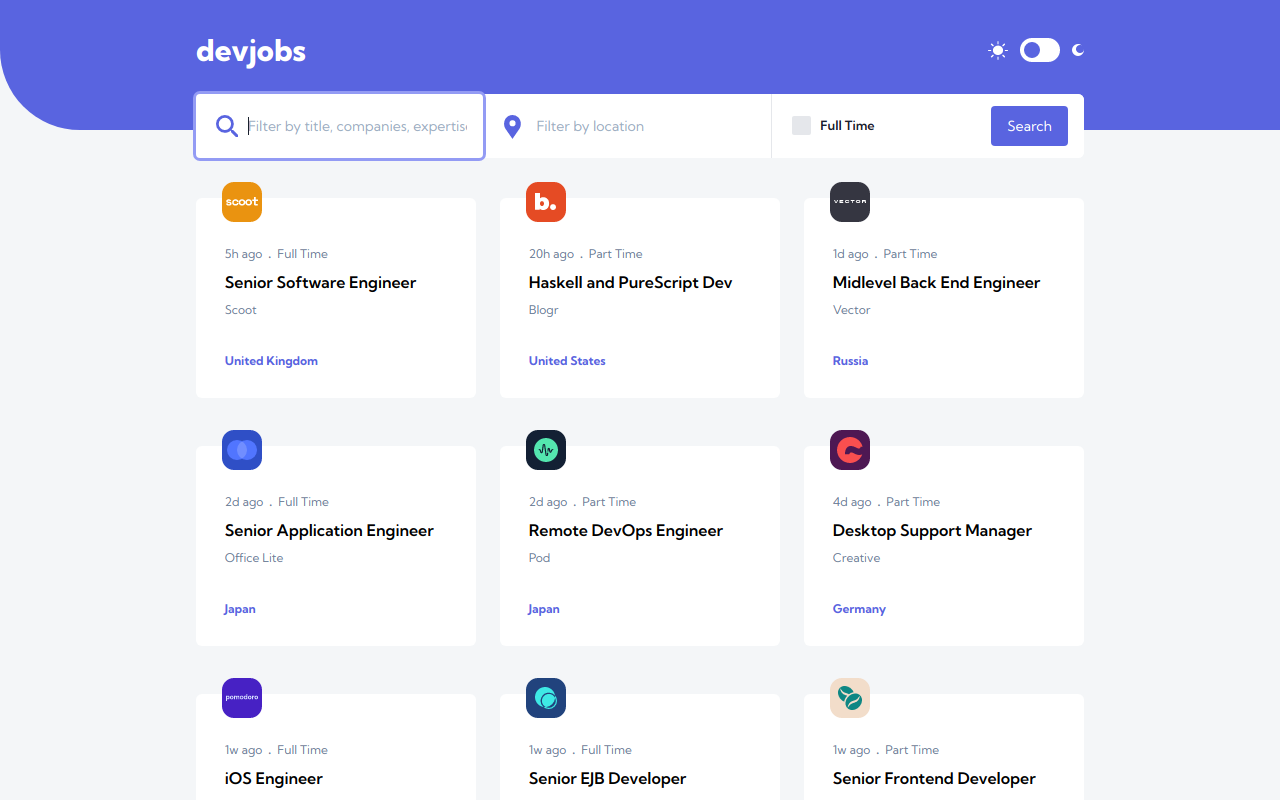 devjobs
Filter by title, companies, expertise
Filter by location
Full Time
Search
scoot
5h ago . Full Time
Senior Software Engineer
Scoot
United Kingdom
b.
20h ago . Part Time
Haskell and PureScript Dev
Blogr
United States
VECTOR
1d ago . Part Time
Midlevel Back End Engineer
Vector
Russia
2d ago . Full Time
Senior Application Engineer
Office Lite
Japan
2d ago . Part Time
Remote DevOps Engineer
Pod
Japan
4d ago . Part Time
Desktop Support Manager
Creative
Germany
pomodoro
1w ago . Full Time
iOS Engineer
1w ago . Full Time
Senior EJB Developer
1w ago . Part Time
Senior Frontend Developer